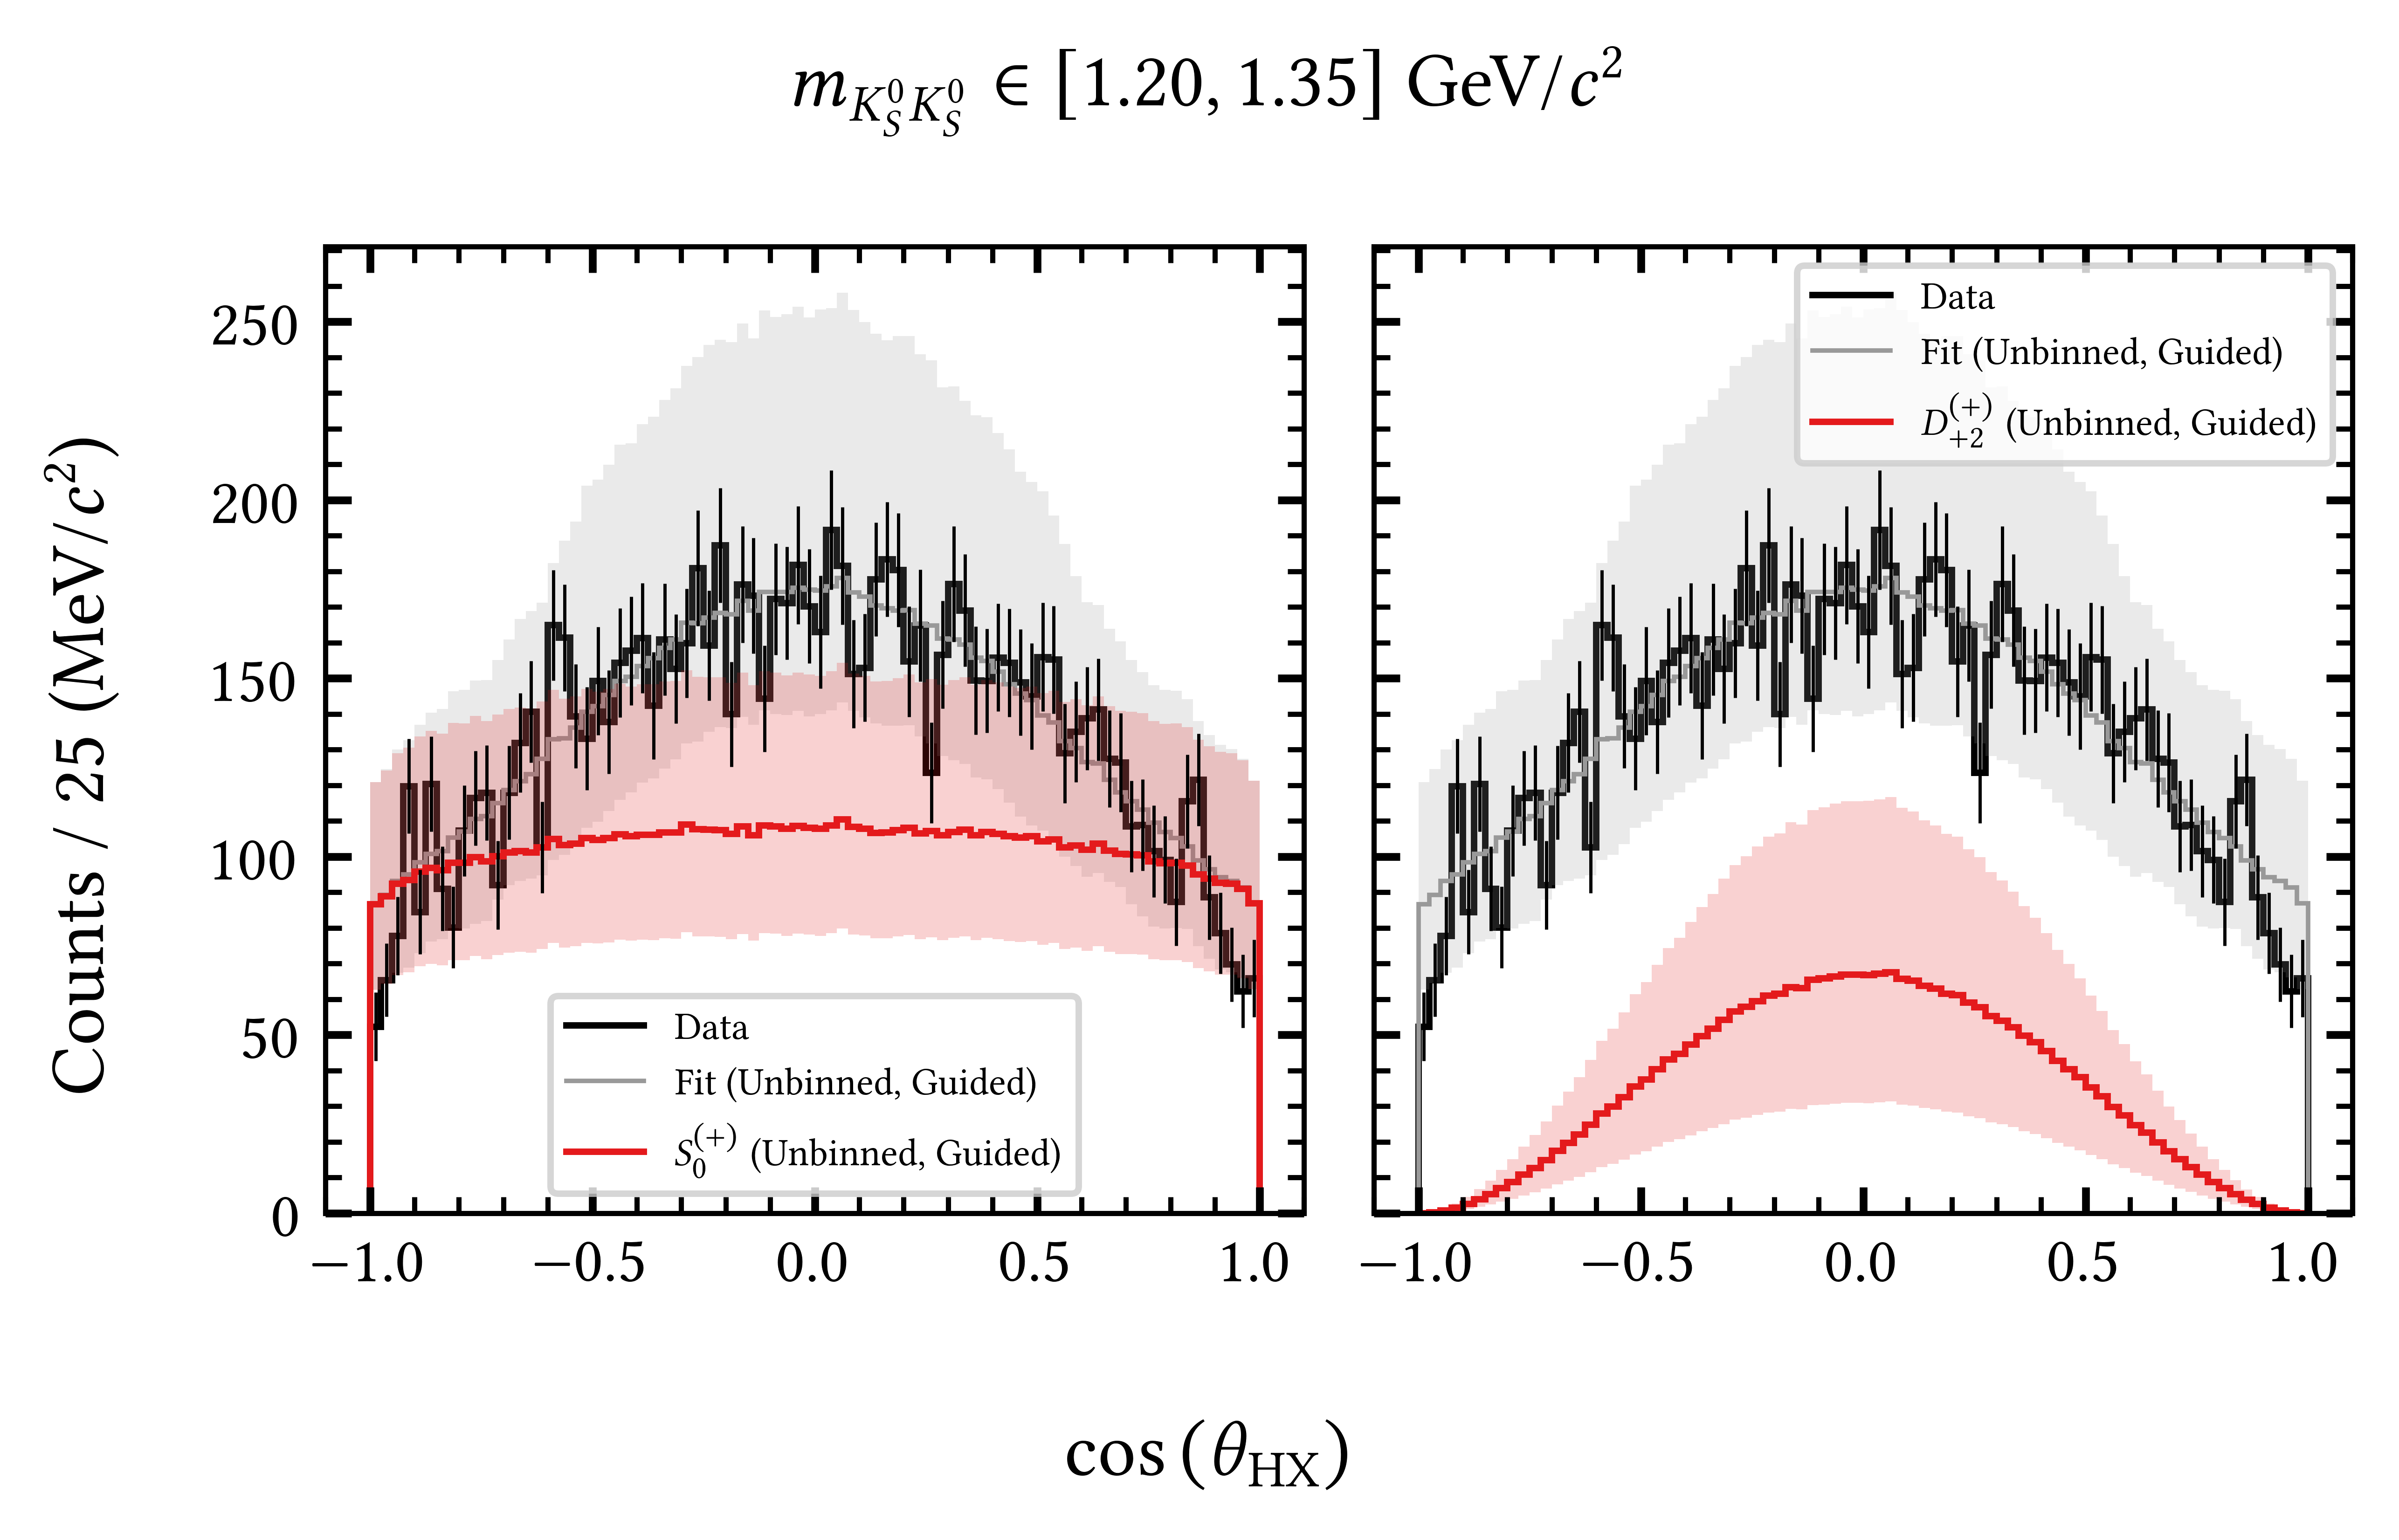 m_{K_S^0 K_S^0} ∈ [1.20, 1.35] GeV/c²
Counts / 25 (MeV/c²)
250
200
150
100
50
0
Data
Fit (Unbinned, Guided)
S_0^{(+)} (Unbinned, Guided)
−1.0 −0.5 0.0 0.5 1.0
Data
Fit (Unbinned, Guided)
D_{+2}^{(+)} (Unbinned, Guided)
−1.0 −0.5 0.0 0.5 1.0
cos (θ_{HX})